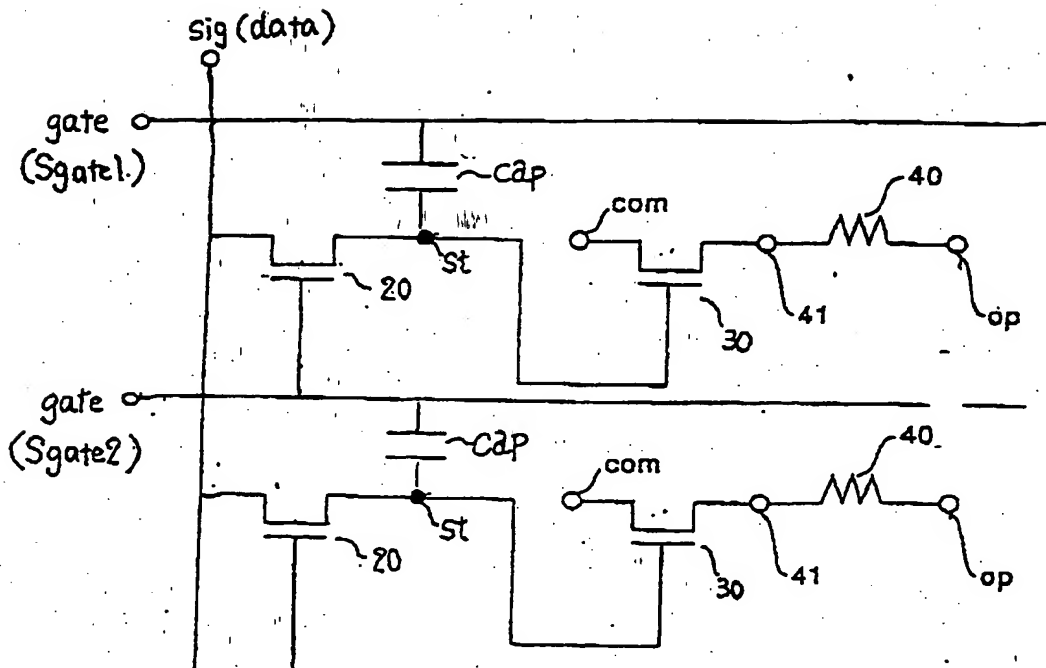 sig (data)
gate
(Sgate1.)
cap
com
40
st
20
30
41
op
gate
(Sgate2)
cap
com
40
st
20
30
41
op